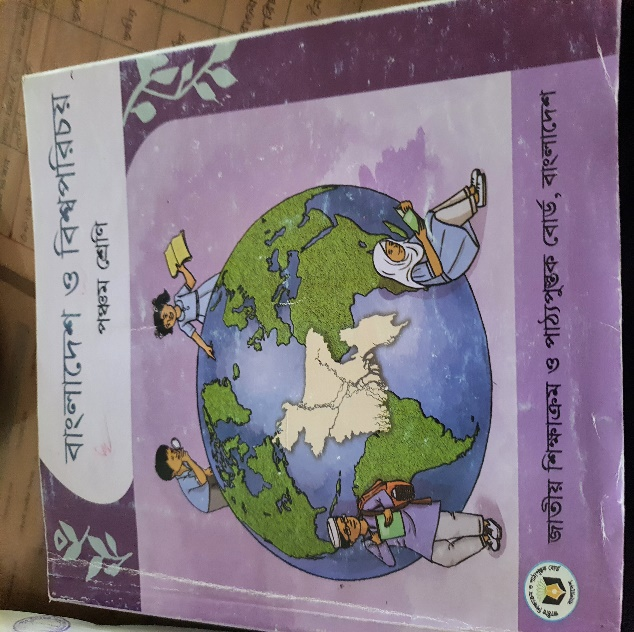 বাংলাদেশ ও বিশ্বপরিচয়
পঞ্চম শ্রেণি
জাতীয় শিক্ষাক্রম ও পাঠ্যপুস্তক বোর্ড, বাংলাদেশ